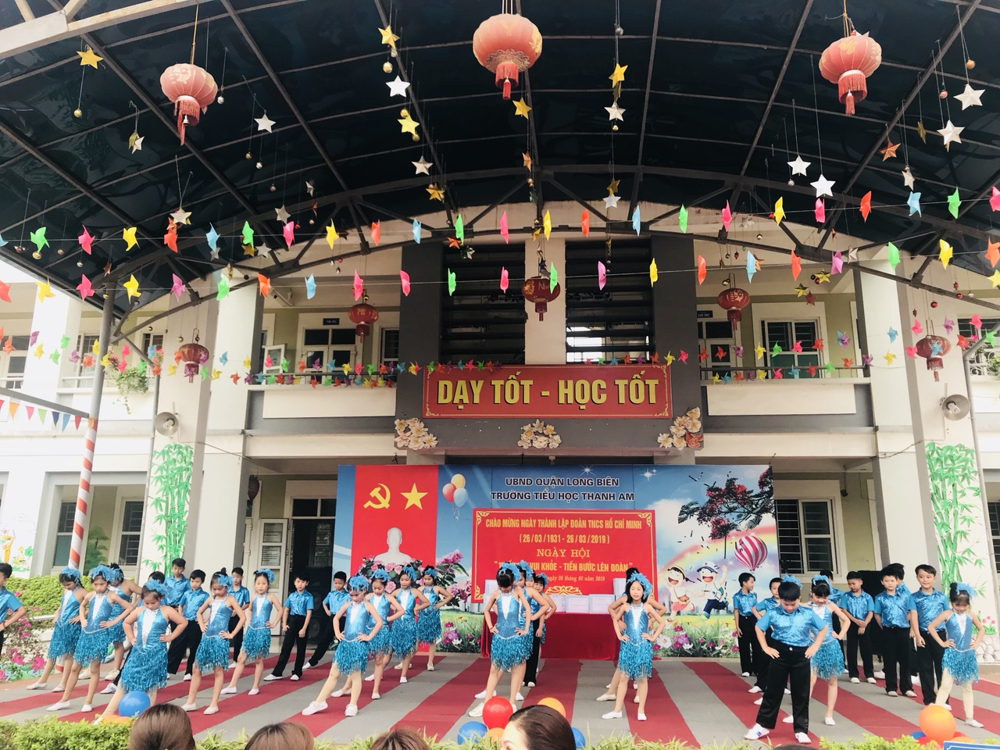 DẠY TỐT - HỌC TỐT
UBND QUẬN LONG BIÊN
TRƯỜNG TIỂU HỌC THANH AM
CHÀO MỪNG NGÀY THÀNH LẬP ĐOÀN TNCS HỒ CHÍ MINH
( 26 / 03 / 1931 - 26 / 03 / 2019 )
NGÀY HỘI
VUI KHỎE - TIẾN BƯỚC LÊN ĐOÀN "
ngày 26 tháng 03 năm 2019